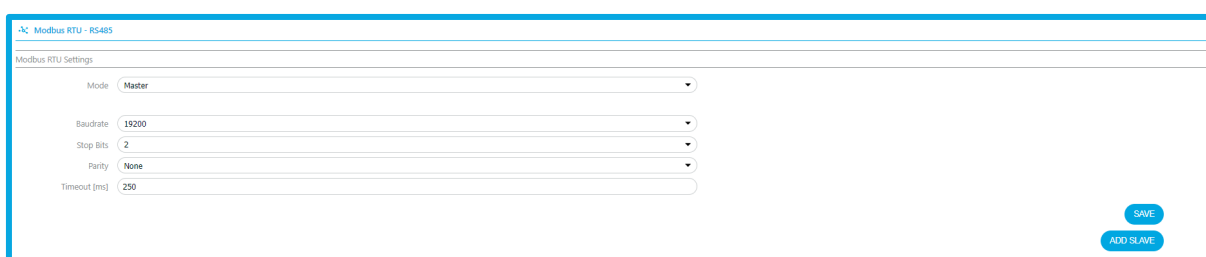 Modbus RTU - RS485
Modbus RTU Settings
Mode Master
Baudrate 19200
Stop Bits 2
Parity None
Timeout [ms] 250
SAVE
ADD SLAVE